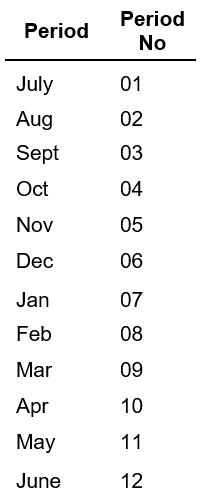 Period Period No
July 01
Aug 02
Sept 03
Oct 04
Nov 05
Dec 06
Jan 07
Feb 08
Mar 09
Apr 10
May 11
June 12